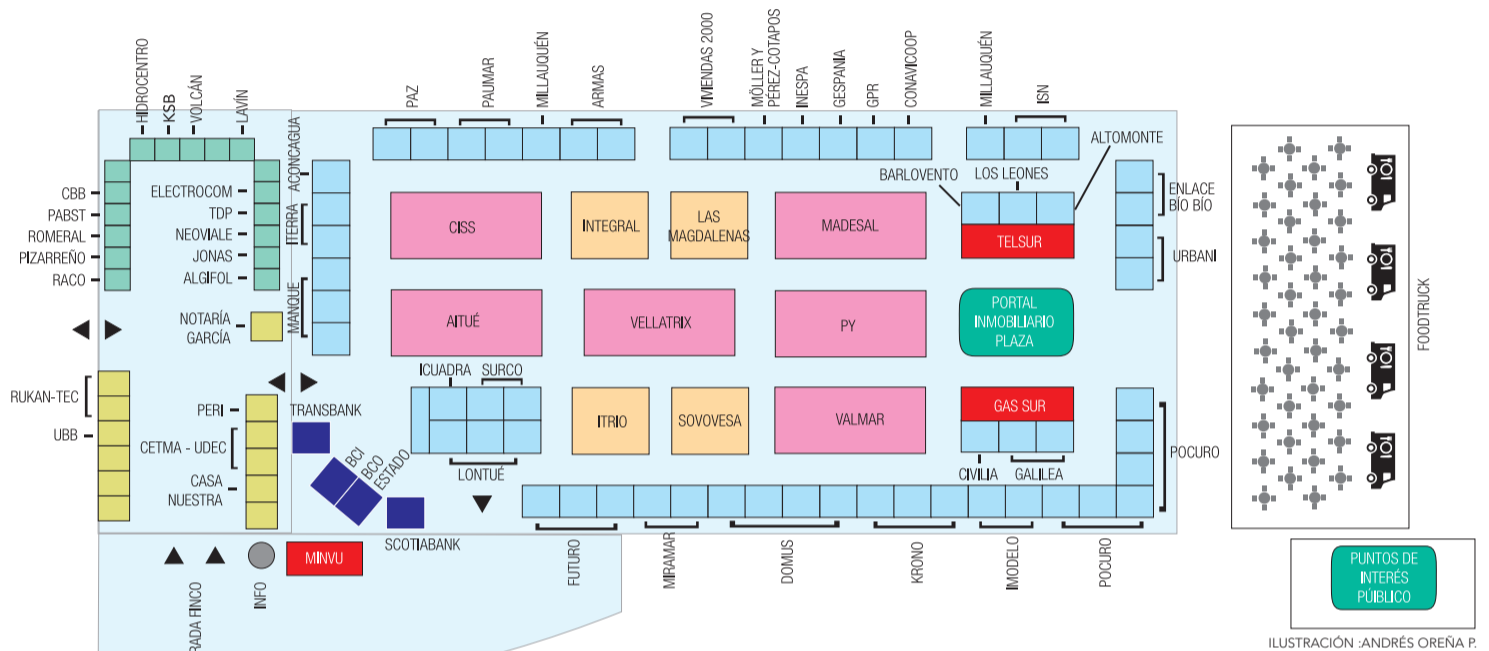 HIDROCENTRO
KSB
VOLCÁN
LAVÍN
PAZ
PAUMAR
MILLAUQUÉN
ARMAS
VIVIENDAS 2000
MÖLLER Y
PÉREZ-COTAPOS
INESPA
GESPANIA
GPR
CONAVICOOP
MILLAUQUÉN
ISN
ALTOMONTE
BARLOVENTO
LOS LEONES
CBB
PABST
ROMERAL
PIZARREÑO
RACO
ELECTROCOM
TDP
NEOVIALE
JONAS
ALGIFOL
ACONCAGUA
ITERRA
MANQUE
CISS
INTEGRAL
LAS
MAGDALENAS
MADESAL
TELSUR
ENLACE
BÍO BÍO
URBANI
NOTARÍA
GARCÍA
AITUÉ
VELLATRIX
PY
PORTAL
INMOBILIARIO
PLAZA
FOODTRUCK
RUKAN-TEC
UBB
PERI
CETMA - UDEC
CASA
NUESTRA
TRANSBANK
BCI
BCO
ESTADO
SCOTIABANK
ICUADRA
SURCO
LONTUÉ
ITRIO
SOVOVESA
VALMAR
GAS SUR
CIVILIA
GALILEA
POCURO
MINVU
INFO
RADA FINCO
FUTURO
MIRAMAR
DOMUS
KRONO
IMODELO
POCURO
PUNTOS DE
INTERÉS
PÚIBLICO
ILUSTRACIÓN :ANDRÉS OREÑA P.